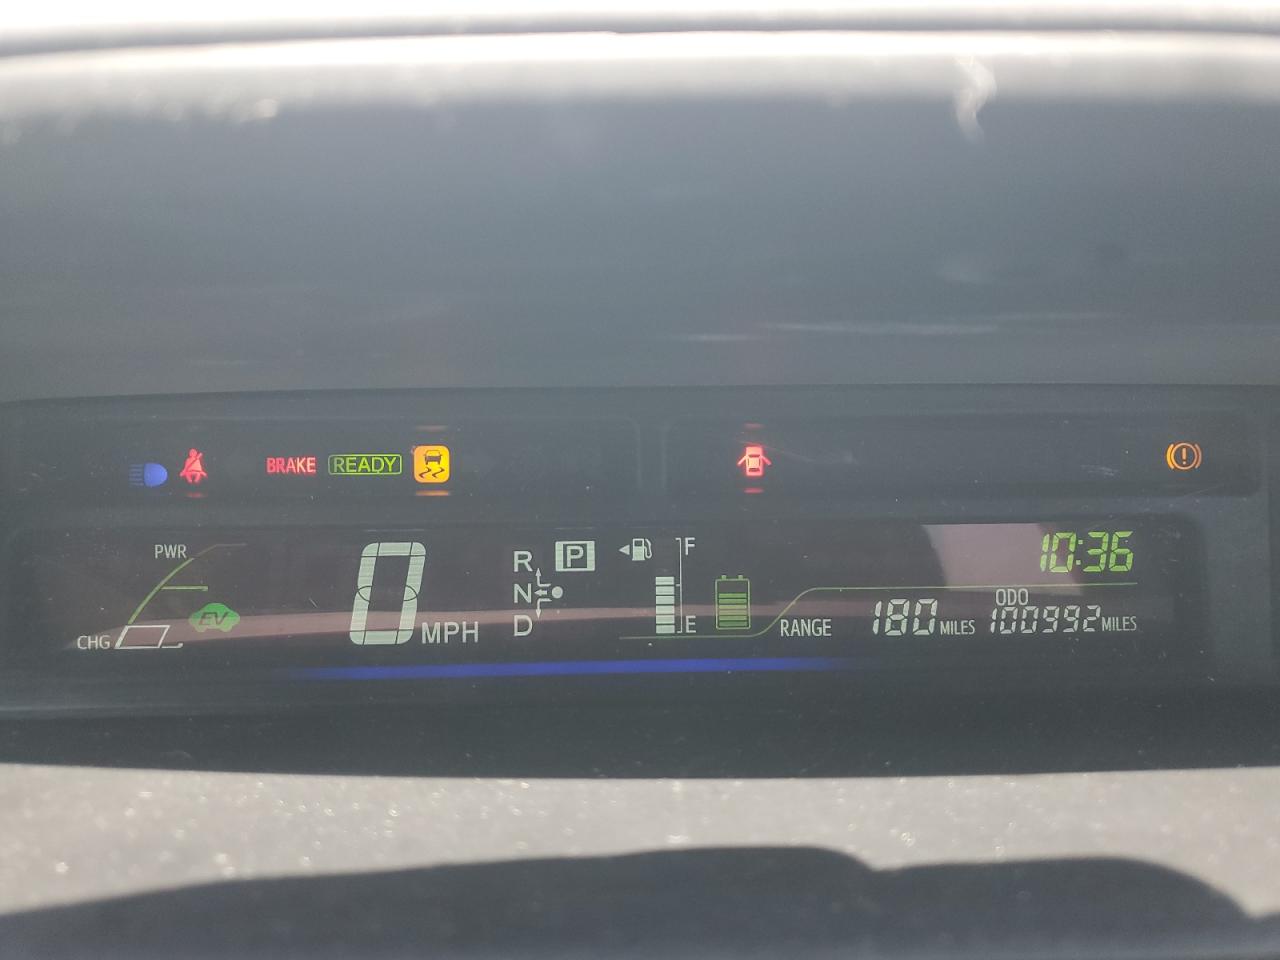 BRAKE READY
PWR
CHG
EV
0 MPH
R
N
D
P
F
E
10:36
RANGE 180 MILES
ODO
100992 MILES